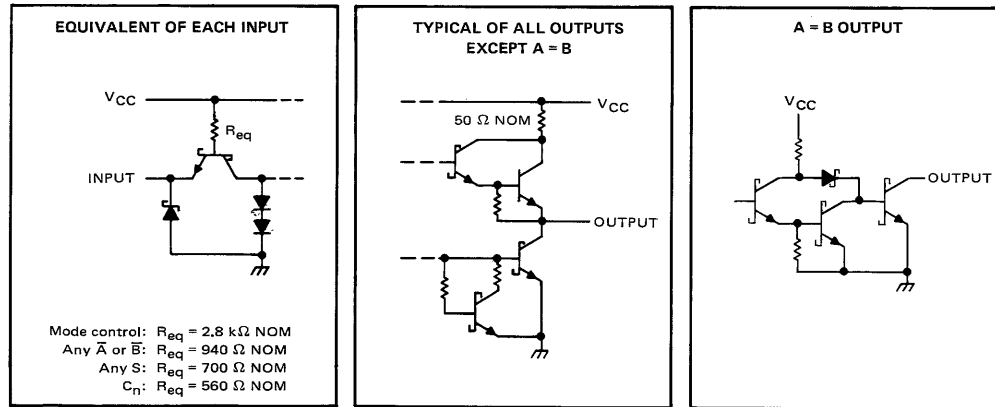 EQUIVALENT OF EACH INPUT
VCC
Req
INPUT
Mode control: Req = 2.8 kΩ NOM
Any A̅ or B̅: Req = 940 Ω NOM
Any S: Req = 700 Ω NOM
Cn: Req = 560 Ω NOM
TYPICAL OF ALL OUTPUTS
EXCEPT A = B
VCC
50 Ω NOM
OUTPUT
A = B OUTPUT
VCC
OUTPUT